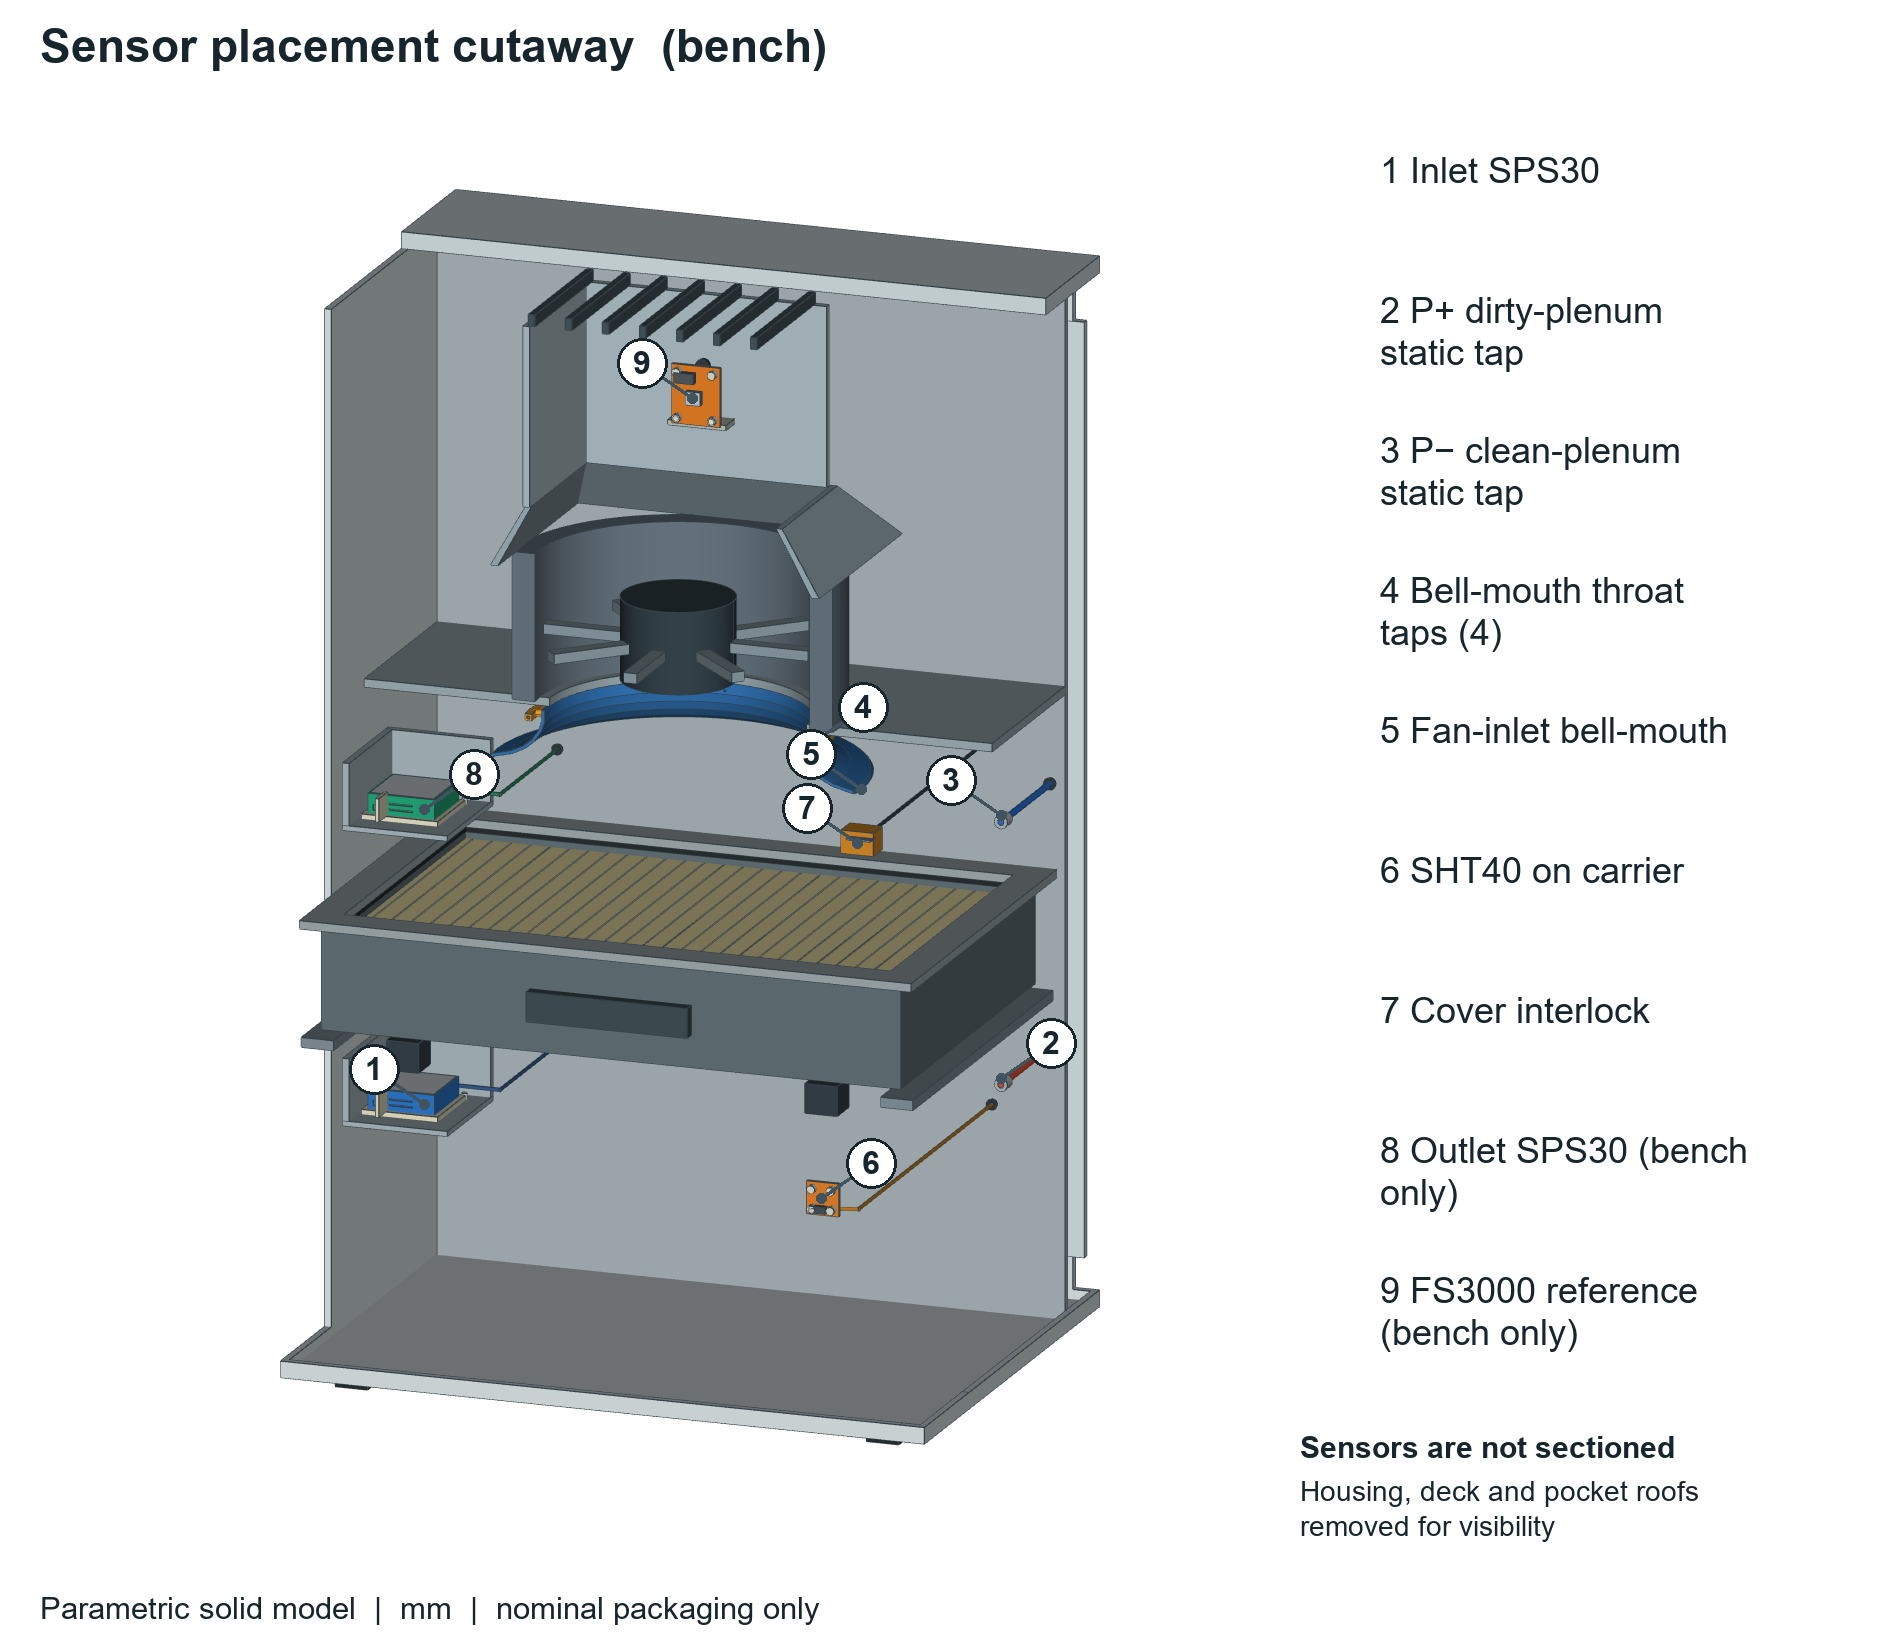 Sensor placement cutaway (bench)
1 Inlet SPS30
2 P+ dirty-plenum
static tap
3 P− clean-plenum
static tap
4 Bell-mouth throat
taps (4)
5 Fan-inlet bell-mouth
6 SHT40 on carrier
7 Cover interlock
8 Outlet SPS30 (bench
only)
9 FS3000 reference
(bench only)
9
4
5
8
3
7
2
1
6
Sensors are not sectioned
Housing, deck and pocket roofs
removed for visibility
Parametric solid model | mm | nominal packaging only